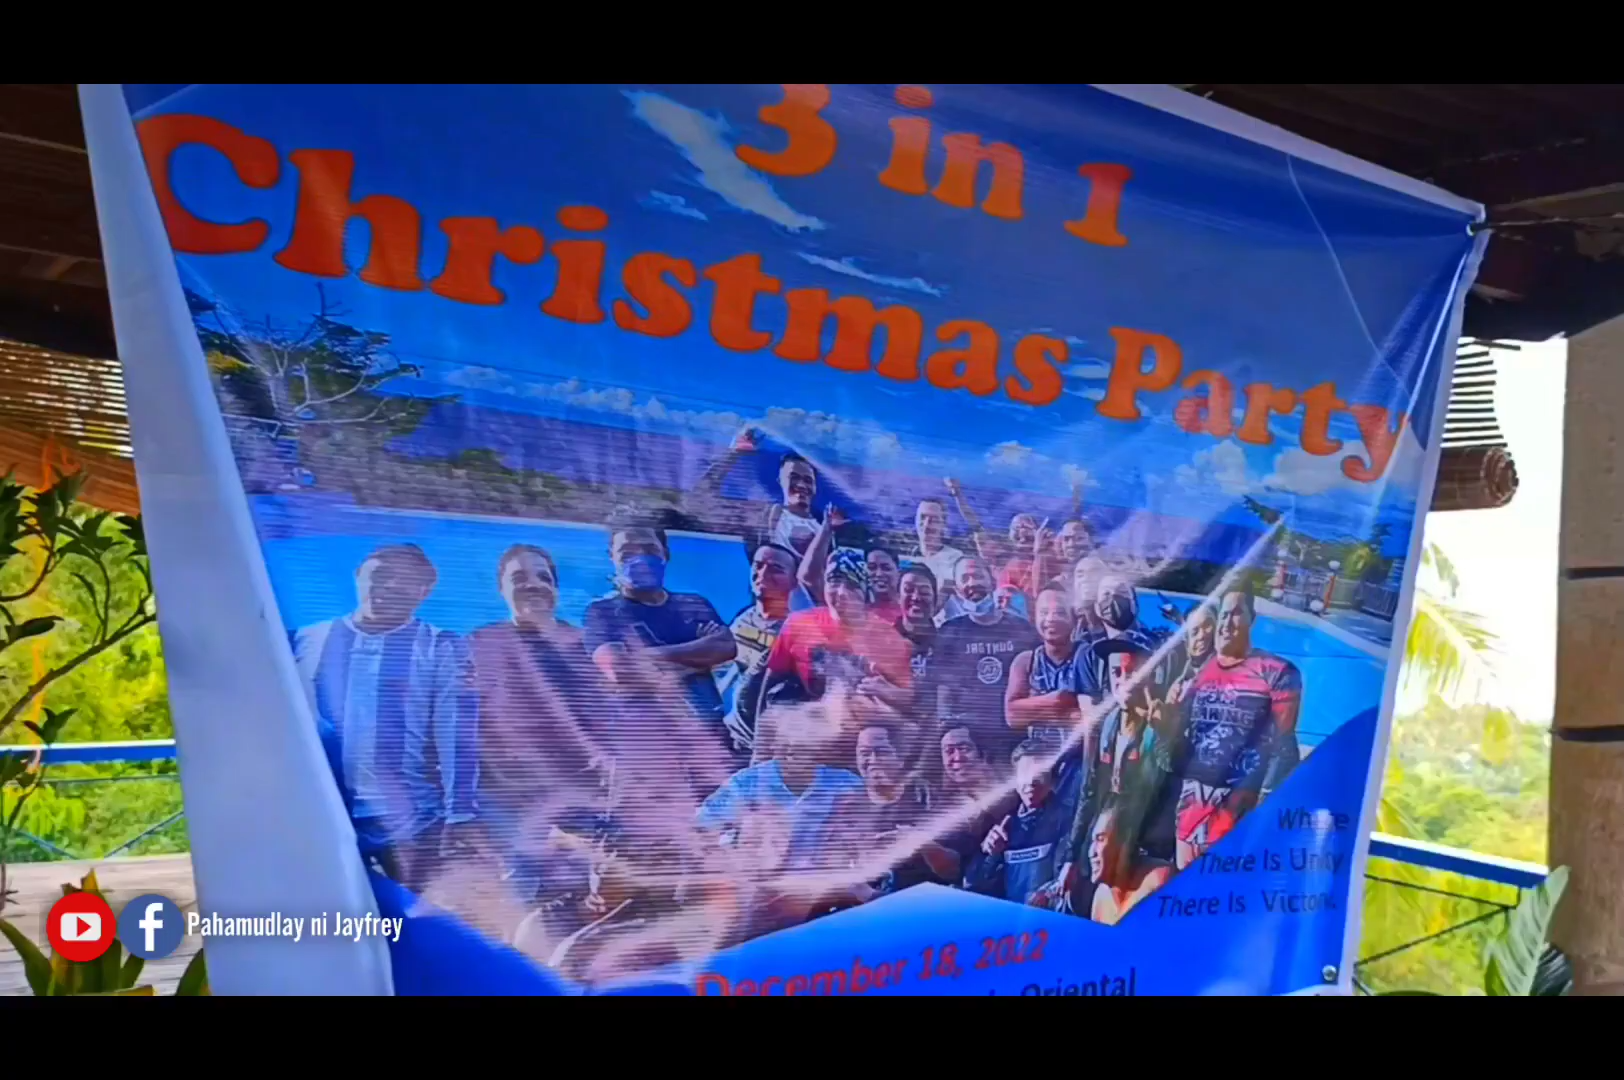 3 in 1
Christmas Party
JAGTHUG
Where
There Is Unity
There Is Victory.
December 18, 2022
Oriental
Pahamudlay ni Jayfrey